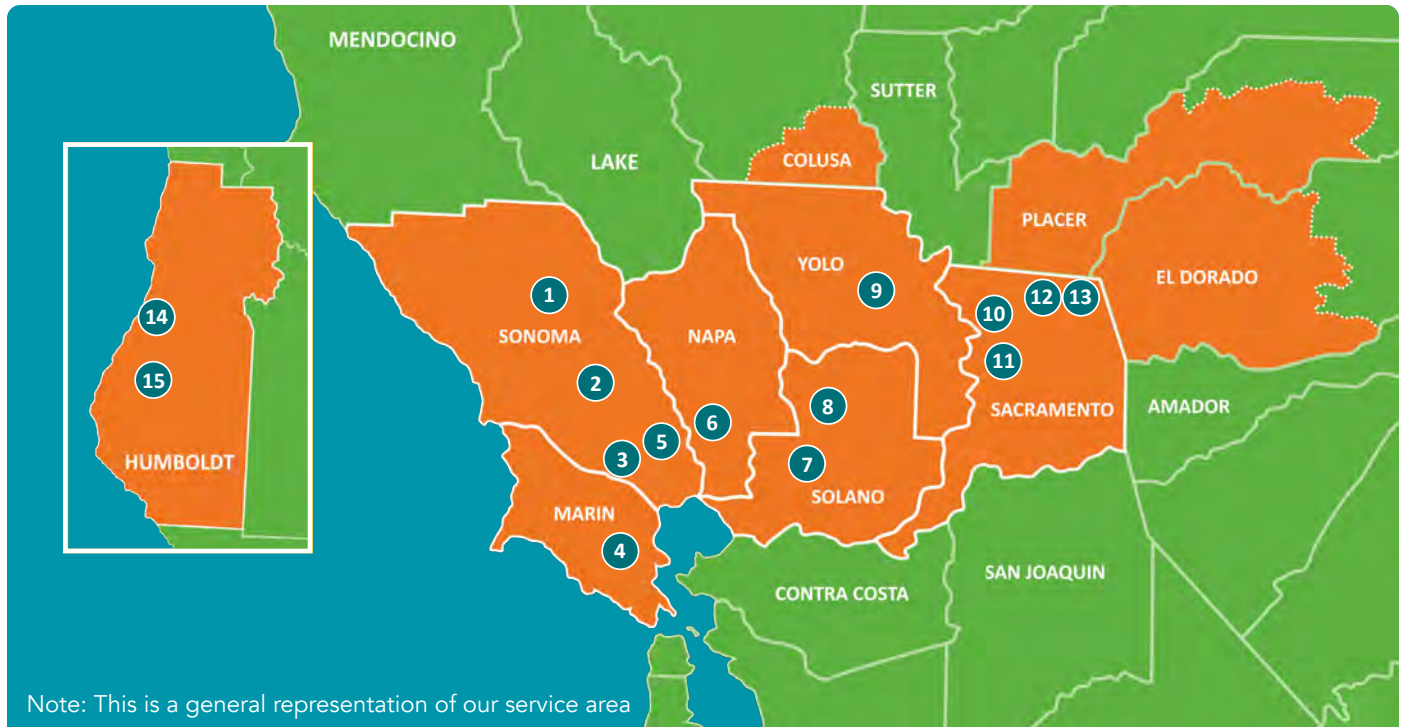 MENDOCINO
SUTTER
LAKE
COLUSA
PLACER
YOLO
EL DORADO
1
9
12
13
10
14
SONOMA
NAPA
11
15
2
8
SACRAMENTO
AMADOR
6
5
3
7
HUMBOLDT
SOLANO
MARIN
4
SAN JOAQUIN
CONTRA COSTA
Note: This is a general representation of our service area